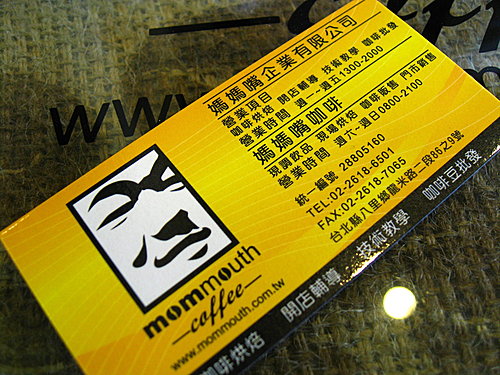 媽媽嘴企業有限公司
營業項目 開店輔導 技術教學 咖啡批發
咖啡烘焙
營業時間 週一~週五1300-2000
媽媽嘴咖啡
現調飲品 現場烘焙 咖啡販售 門市銷售
營業時間 週六~週日0800-2100
統一編號 28805160
TEL:02-2618-6501
FAX:02-2618-7065
台北縣八里鄉龍米路二段86之9號
mommouth
coffee
www.mommouth.com.tw
咖啡烘焙 開店輔導 技術教學 咖啡豆批發
www.